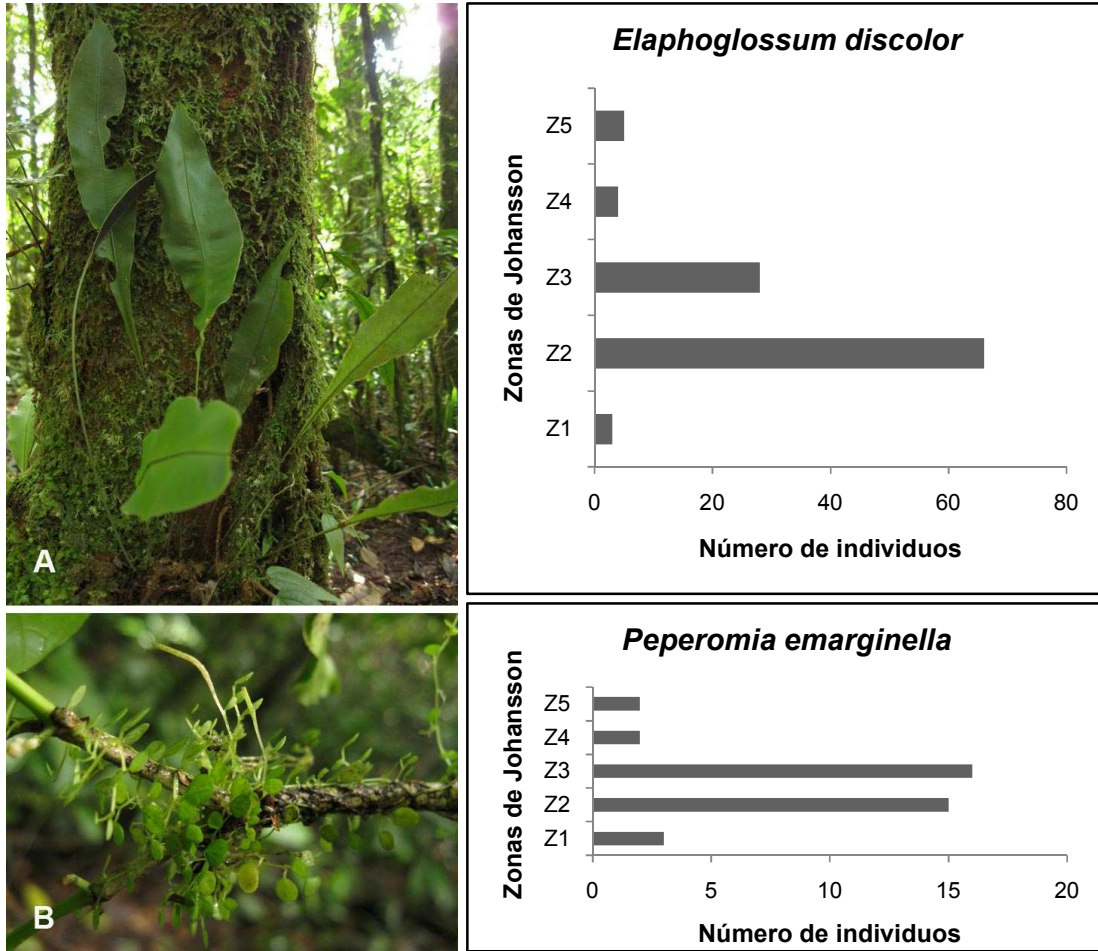 A
Elaphoglossum discolor
Zonas de Johansson
Z5
Z4
Z3
Z2
Z1
0 20 40 60 80
Número de individuos
B
Peperomia emarginella
Zonas de Johansson
Z5
Z4
Z3
Z2
Z1
0 5 10 15 20
Número de individuos